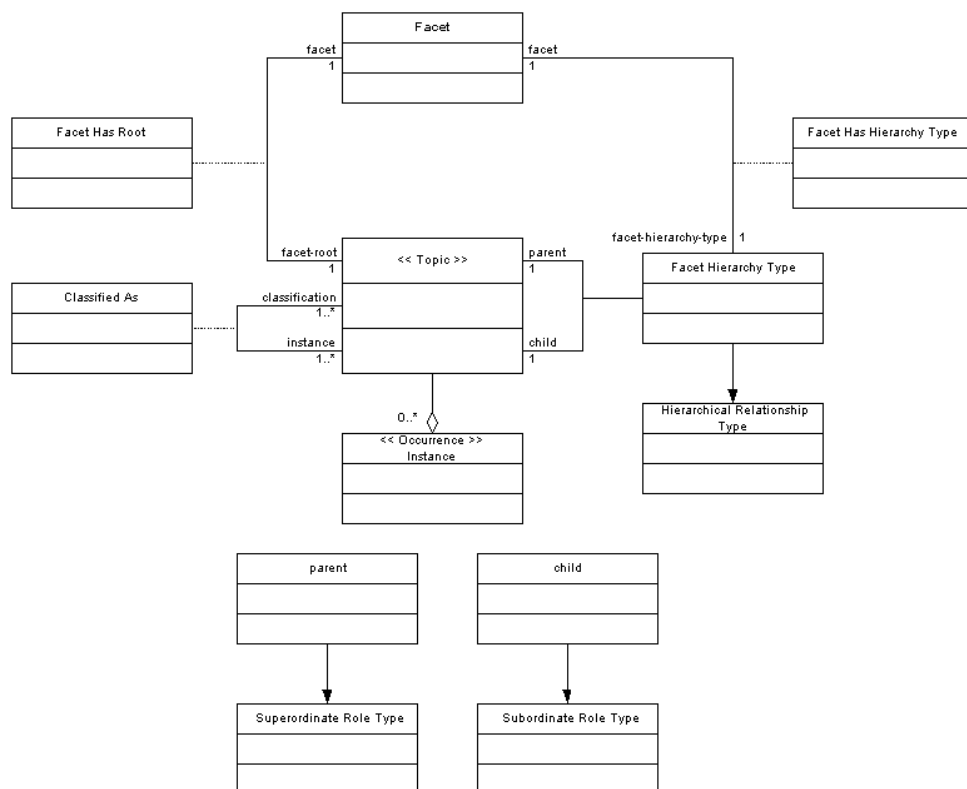 Facet
facet
1
facet
1
Facet Has Root
Facet Has Hierarchy Type
facet-hierarchy-type 1
facet-root
1
<< Topic >>
parent
1
Facet Hierarchy Type
Classified As
classification
1..*
instance
1..*
child
1
0..*
Hierarchical Relationship
Type
<< Occurrence >>
Instance
parent
child
Superordinate Role Type
Subordinate Role Type